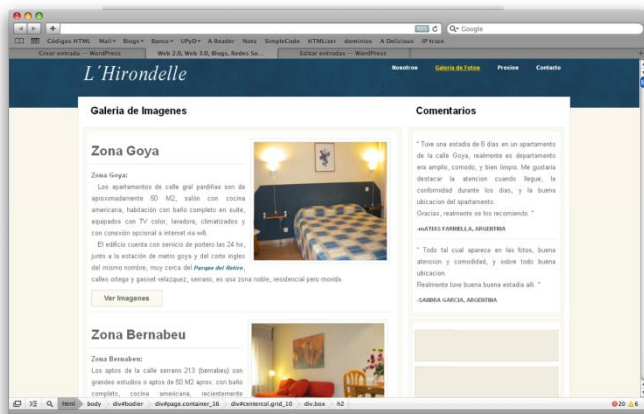 Google
Códigos HTML Mail Blogs Banco UPyD A Reader Nota SimpleCode HTMLizer dominios A Delicious IP trace
Crear entrada — WordPress Web 2.0, Web 3.0, Blogs, Redes So... Editar entradas — WordPress
L´Hirondelle
Nosotros Galeria de Fotos Precios Contacto
Galeria de Imagenes
Zona Goya
Zona Goya:
Los apartamentos de calle gral pardiñas son de
aproximadamente 60 M2, salón con cocina
americana, habitación con baño completo en suite,
equipados con TV color, lavadora, climatizados y
con conexión opcional a internet via wifi.
El edificio cuenta con servicio de portero las 24 hs,
junto a la estación de metro goya y del corte ingles
del mismo nombre, muy cerca del Parque del Retiro,
calles ortega y gasset velazquez, serrano, es una zona noble, residencial pero movida.
Ver Imagenes
Zona Bernabeu
Zona Bernabeu:
Los aptos de la calle serrano 213 (bernabeu) son
grandes estudios o aptos de 50 M2 aprox. con baño
completo, cocina americana, recientemente
Comentarios
" Tuve una estadia de 8 dias en un apartamento
de la calle Goya, realmente es departamento
era amplio, comodo, y bien limpio. Me gustaria
destacar la atencion cuando llegue, la
conformidad durante los dias, y la buena
ubicacion del apartamento.
Gracias, realmente se los recomiendo. "
-mATIAS FARINELLA, ARGENTINA
" Todo tal cual aparece en las fotos, buena
atencion y comodidad, y sobre todo buena
ubicacion.
Realmente tuve buena buena estadia allí. "
-SANDRA GARCIA, ARGENTINA
html body div#bodier div#page.container_16 div#centercol.grid_10 div.box h2
20 6